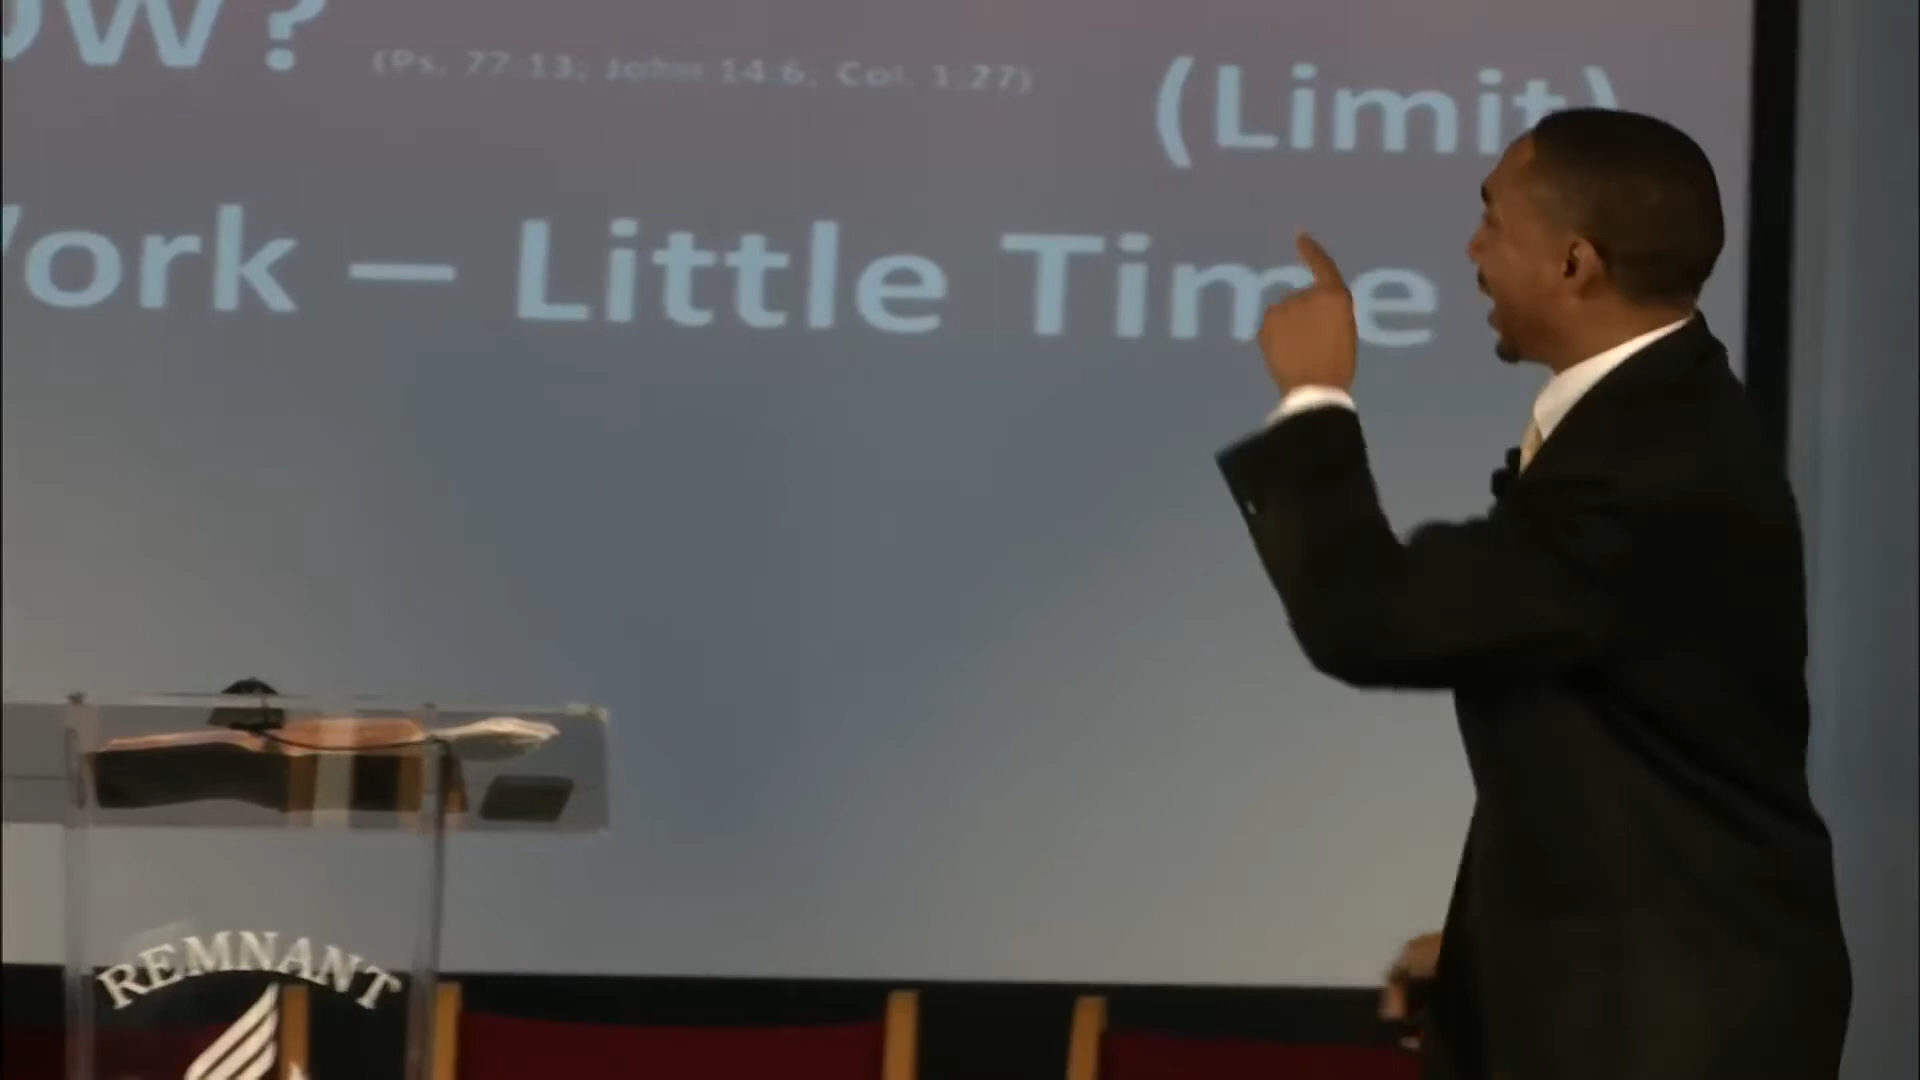 ow? (Ps. 77:13; John 14:6; Col. 1:27) (Limit)
Work – Little Time
REMNANT